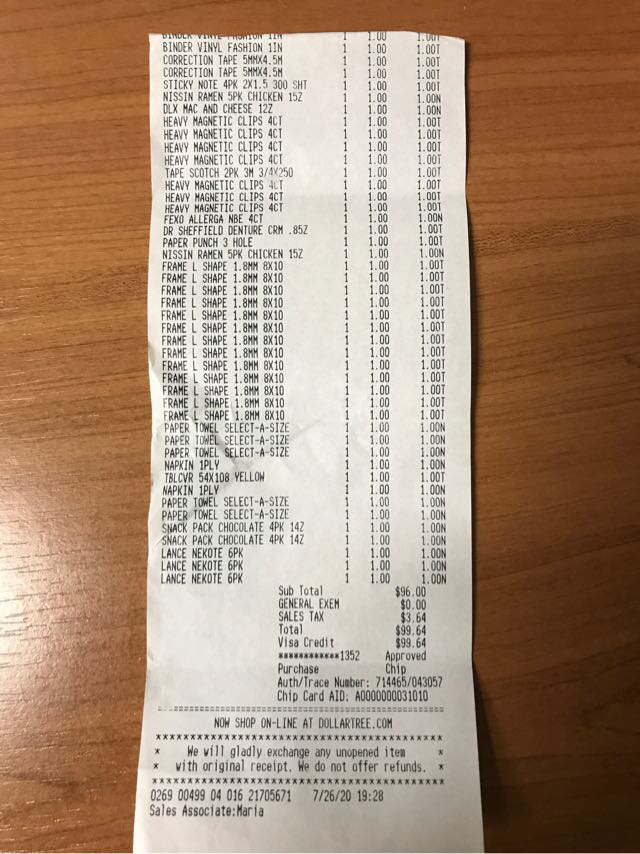 BINDER VINYL FASHION 1IN 1 1.00 1.00T
BINDER VINYL FASHION 1IN 1 1.00 1.00T
CORRECTION TAPE 5MMX4.5M 1 1.00 1.00T
CORRECTION TAPE 5MMX4.5M 1 1.00 1.00T
STICKY NOTE 4PK 2X1.5 300 SHT 1 1.00 1.00T
NISSIN RAMEN 5PK CHICKEN 15Z 1 1.00 1.00N
DLX MAC AND CHEESE 12Z 1 1.00 1.00N
HEAVY MAGNETIC CLIPS 4CT 1 1.00 1.00T
HEAVY MAGNETIC CLIPS 4CT 1 1.00 1.00T
HEAVY MAGNETIC CLIPS 4CT 1 1.00 1.00T
HEAVY MAGNETIC CLIPS 4CT 1 1.00 1.00T
TAPE SCOTCH 2PK 3M 3/4X250 1 1.00 1.00T
HEAVY MAGNETIC CLIPS 4CT 1 1.00 1.00T
HEAVY MAGNETIC CLIPS 4CT 1 1.00 1.00T
HEAVY MAGNETIC CLIPS 4CT 1 1.00 1.00T
FEXO ALLERGA NBE 4CT 1 1.00 1.00N
DR SHEFFIELD DENTURE CRM .85Z 1 1.00 1.00T
PAPER PUNCH 3 HOLE 1 1.00 1.00T
NISSIN RAMEN 5PK CHICKEN 15Z 1 1.00 1.00N
FRAME L SHAPE 1.8MM 8X10 1 1.00 1.00T
FRAME L SHAPE 1.8MM 8X10 1 1.00 1.00T
FRAME L SHAPE 1.8MM 8X10 1 1.00 1.00T
FRAME L SHAPE 1.8MM 8X10 1 1.00 1.00T
FRAME L SHAPE 1.8MM 8X10 1 1.00 1.00T
FRAME L SHAPE 1.8MM 8X10 1 1.00 1.00T
FRAME L SHAPE 1.8MM 8X10 1 1.00 1.00T
FRAME L SHAPE 1.8MM 8X10 1 1.00 1.00T
FRAME L SHAPE 1.8MM 8X10 1 1.00 1.00T
FRAME L SHAPE 1.8MM 8X10 1 1.00 1.00T
FRAME L SHAPE 1.8MM 8X10 1 1.00 1.00T
FRAME L SHAPE 1.8MM 8X10 1 1.00 1.00T
FRAME L SHAPE 1.8MM 8X10 1 1.00 1.00T
PAPER TOWEL SELECT-A-SIZE 1 1.00 1.00N
PAPER TOWEL SELECT-A-SIZE 1 1.00 1.00N
PAPER TOWEL SELECT-A-SIZE 1 1.00 1.00N
NAPKIN 1PLY 1 1.00 1.00N
TBLCVR 54X108 YELLOW 1 1.00 1.00T
NAPKIN 1PLY 1 1.00 1.00N
PAPER TOWEL SELECT-A-SIZE 1 1.00 1.00N
PAPER TOWEL SELECT-A-SIZE 1 1.00 1.00N
SNACK PACK CHOCOLATE 4PK 14Z 1 1.00 1.00N
SNACK PACK CHOCOLATE 4PK 14Z 1 1.00 1.00N
LANCE NEKOTE 6PK 1 1.00 1.00N
LANCE NEKOTE 6PK 1 1.00 1.00N
LANCE NEKOTE 6PK 1 1.00 1.00N
Sub Total $96.00
GENERAL EXEM $0.00
SALES TAX $3.64
Total $99.64
Visa Credit $99.64
************1352 Approved
Purchase Chip
Auth/Trace Number: 714465/043057
Chip Card AID: A0000000031010
NOW SHOP ON-LINE AT DOLLARTREE.COM
* We will gladly exchange any unopened item *
* with original receipt. We do not offer refunds. *
0269 00499 04 016 21705671 7/26/20 19:28
Sales Associate:Maria